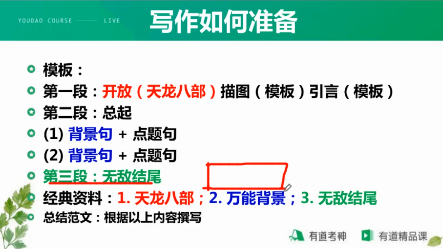 YOUDAO COURSE LIVE
写作如何准备
模板：
第一段：开放（天龙八部）描图（模板）引言（模板）
第二段：总起
(1) 背景句 + 点题句
(2) 背景句 + 点题句
第三段：无敌结尾
经典资料：1. 天龙八部；2. 万能背景；3. 无敌结尾
总结范文：根据以上内容撰写
有道考神 有道精品课